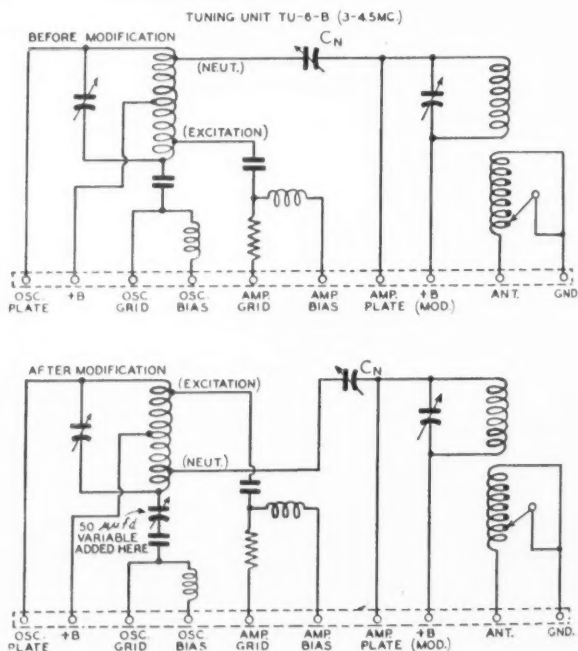 TUNING UNIT TU-6-B (3-4.5MC.)
BEFORE MODIFICATION
CN
(NEUT.)
(EXCITATION)
OSC. PLATE
+B
OSC. GRID
OSC. BIAS
AMP. GRID
AMP. BIAS
AMP. PLATE
+B (MOD.)
ANT.
GND.
AFTER MODIFICATION
CN
(EXCITATION)
(NEUT.)
50 μμfd
VARIABLE
ADDED HERE
OSC. PLATE
+B
OSC. GRID
OSC. BIAS
AMP. GRID
AMP. BIAS
AMP. PLATE
+B (MOD.)
ANT.
GND.